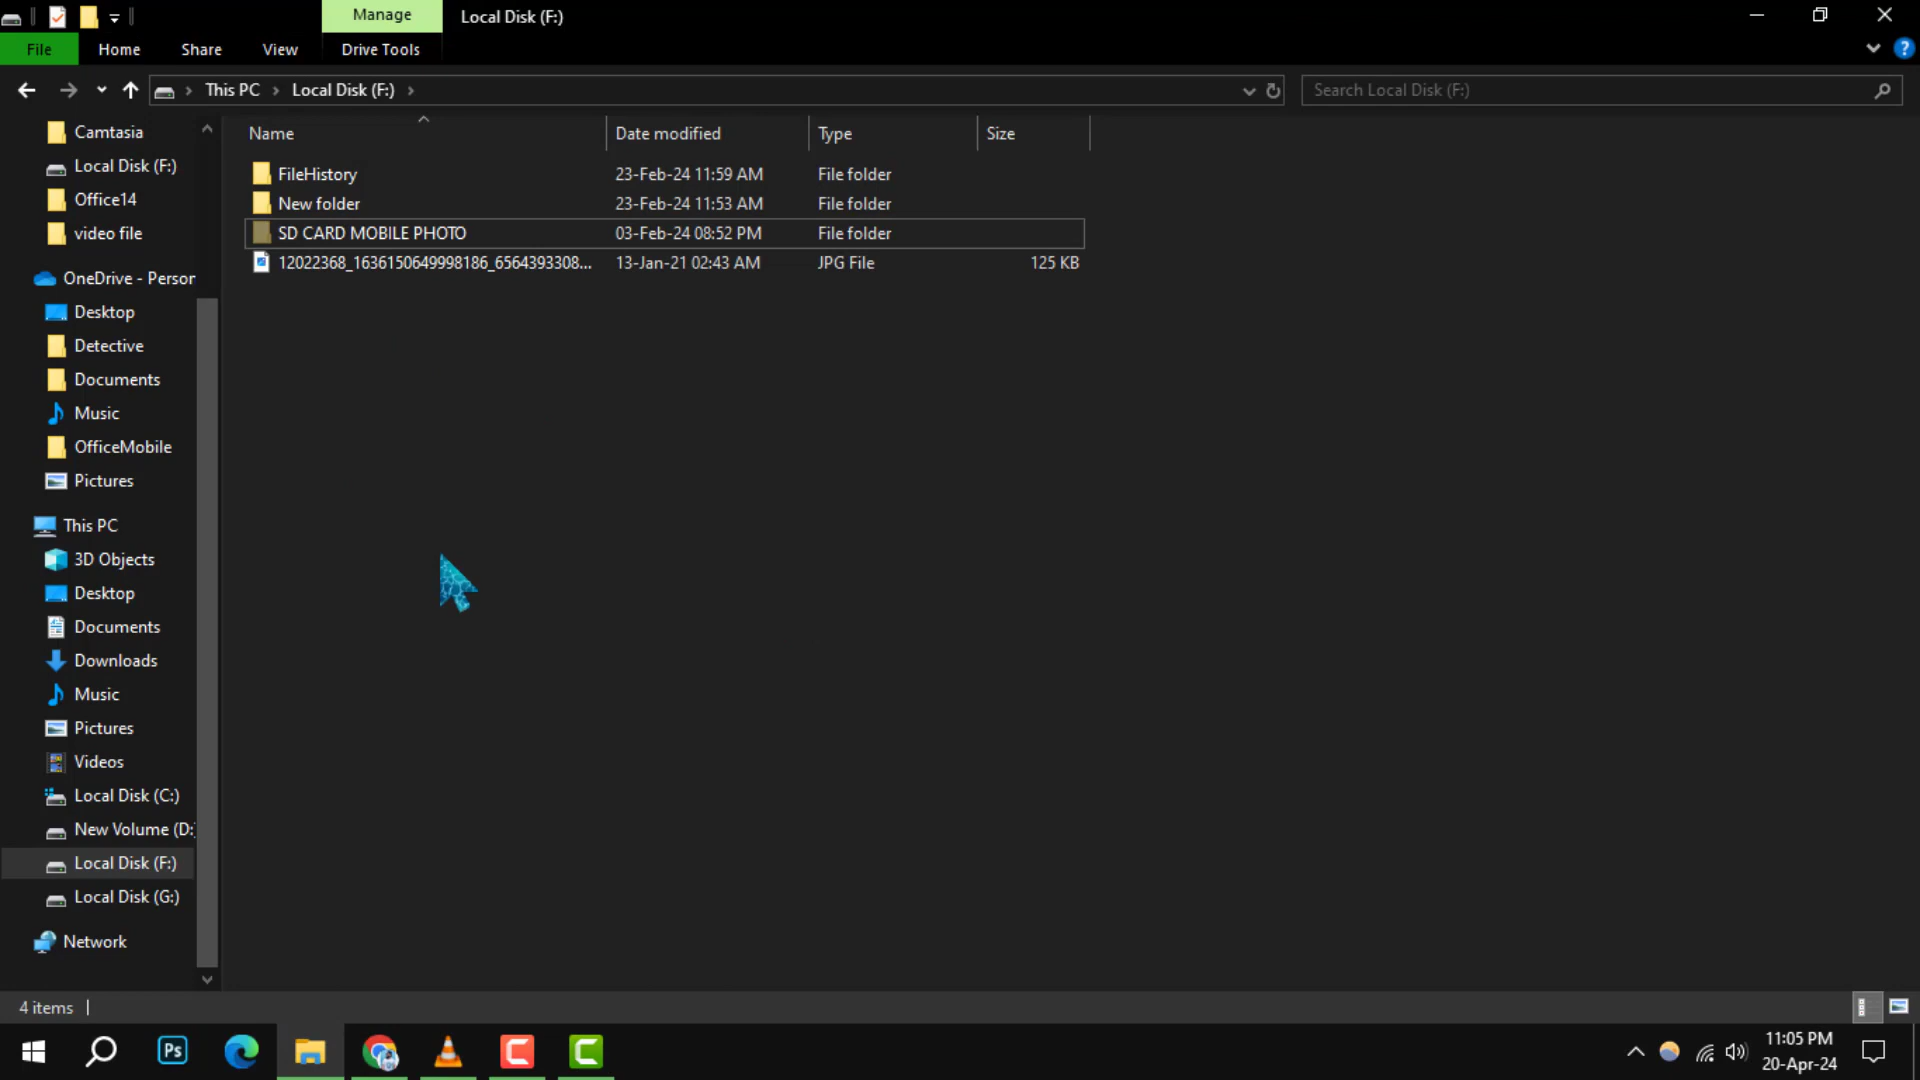 Manage
Local Disk (F:)
File
Home
Share
View
Drive Tools
This PC
Local Disk (F:)
Search Local Disk (F:)
Name
Date modified
Type
Size
FileHistory
23-Feb-24 11:59 AM
File folder
New folder
23-Feb-24 11:53 AM
File folder
SD CARD MOBILE PHOTO
03-Feb-24 08:52 PM
File folder
12022368_1636150649998186_6564393308...
13-Jan-21 02:43 AM
JPG File
125 KB
Camtasia
Local Disk (F:)
Office14
video file
OneDrive - Person
Desktop
Detective
Documents
Music
OfficeMobile
Pictures
This PC
3D Objects
Desktop
Documents
Downloads
Music
Pictures
Videos
Local Disk (C:)
New Volume (D:
Local Disk (F:)
Local Disk (G:)
Network
4 items
Ps
11:05 PM
20-Apr-24